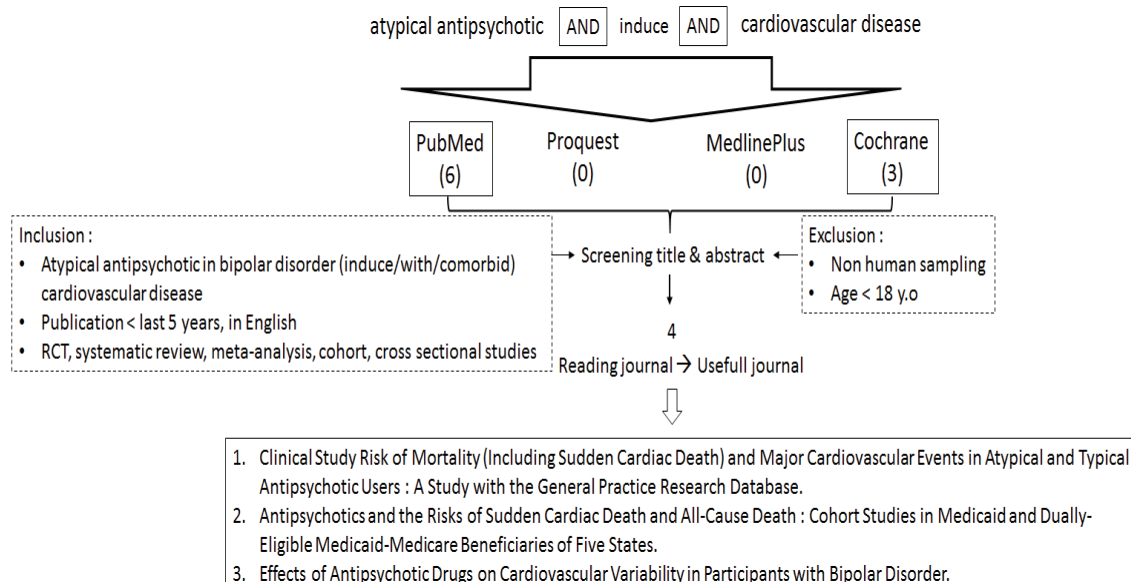 atypical antipsychotic AND induce AND cardiovascular disease
PubMed
(6)
Proquest
(0)
MedlinePlus
(0)
Cochrane
(3)
Inclusion :
• Atypical antipsychotic in bipolar disorder (induce/with/comorbid)
cardiovascular disease
• Publication < last 5 years, in English
• RCT, systematic review, meta-analysis, cohort, cross sectional studies
Screening title & abstract
Exclusion :
• Non human sampling
• Age < 18 y.o
4
Reading journal → Usefull journal
1. Clinical Study Risk of Mortality (Including Sudden Cardiac Death) and Major Cardiovascular Events in Atypical and Typical
Antipsychotic Users : A Study with the General Practice Research Database.
2. Antipsychotics and the Risks of Sudden Cardiac Death and All-Cause Death : Cohort Studies in Medicaid and Dually-
Eligible Medicaid-Medicare Beneficiaries of Five States.
3. Effects of Antipsychotic Drugs on Cardiovascular Variability in Participants with Bipolar Disorder.